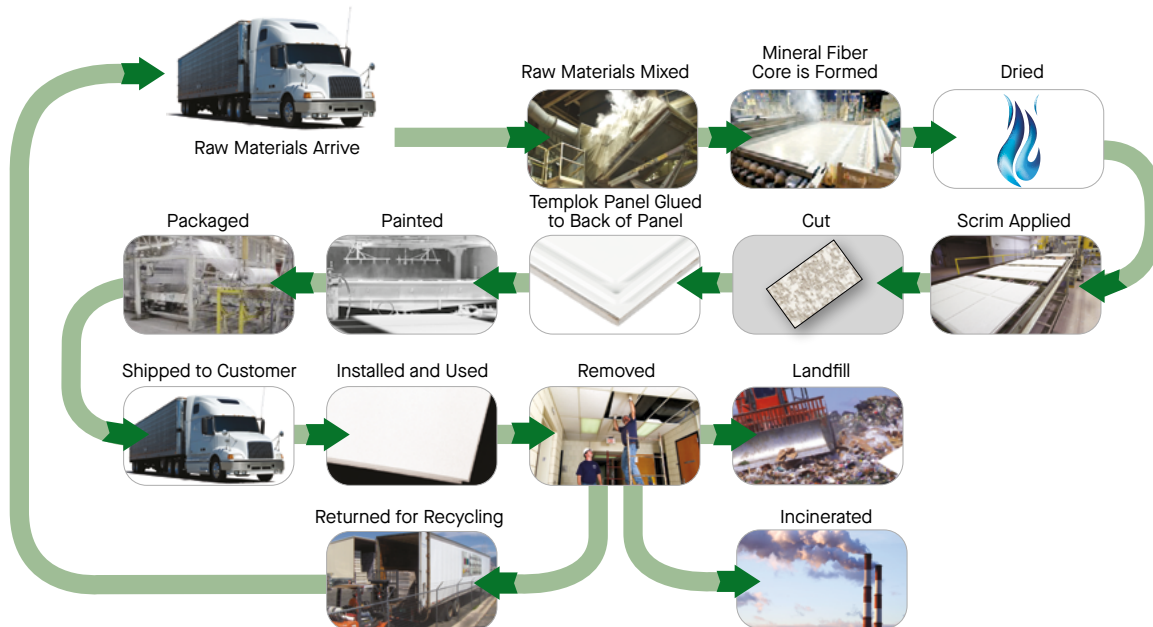 Raw Materials Arrive
Raw Materials Mixed
Mineral Fiber
Core is Formed
Dried
Scrim Applied
Cut
Templok Panel Glued
to Back of Panel
Painted
Packaged
Shipped to Customer
Installed and Used
Removed
Landfill
Returned for Recycling
Incinerated